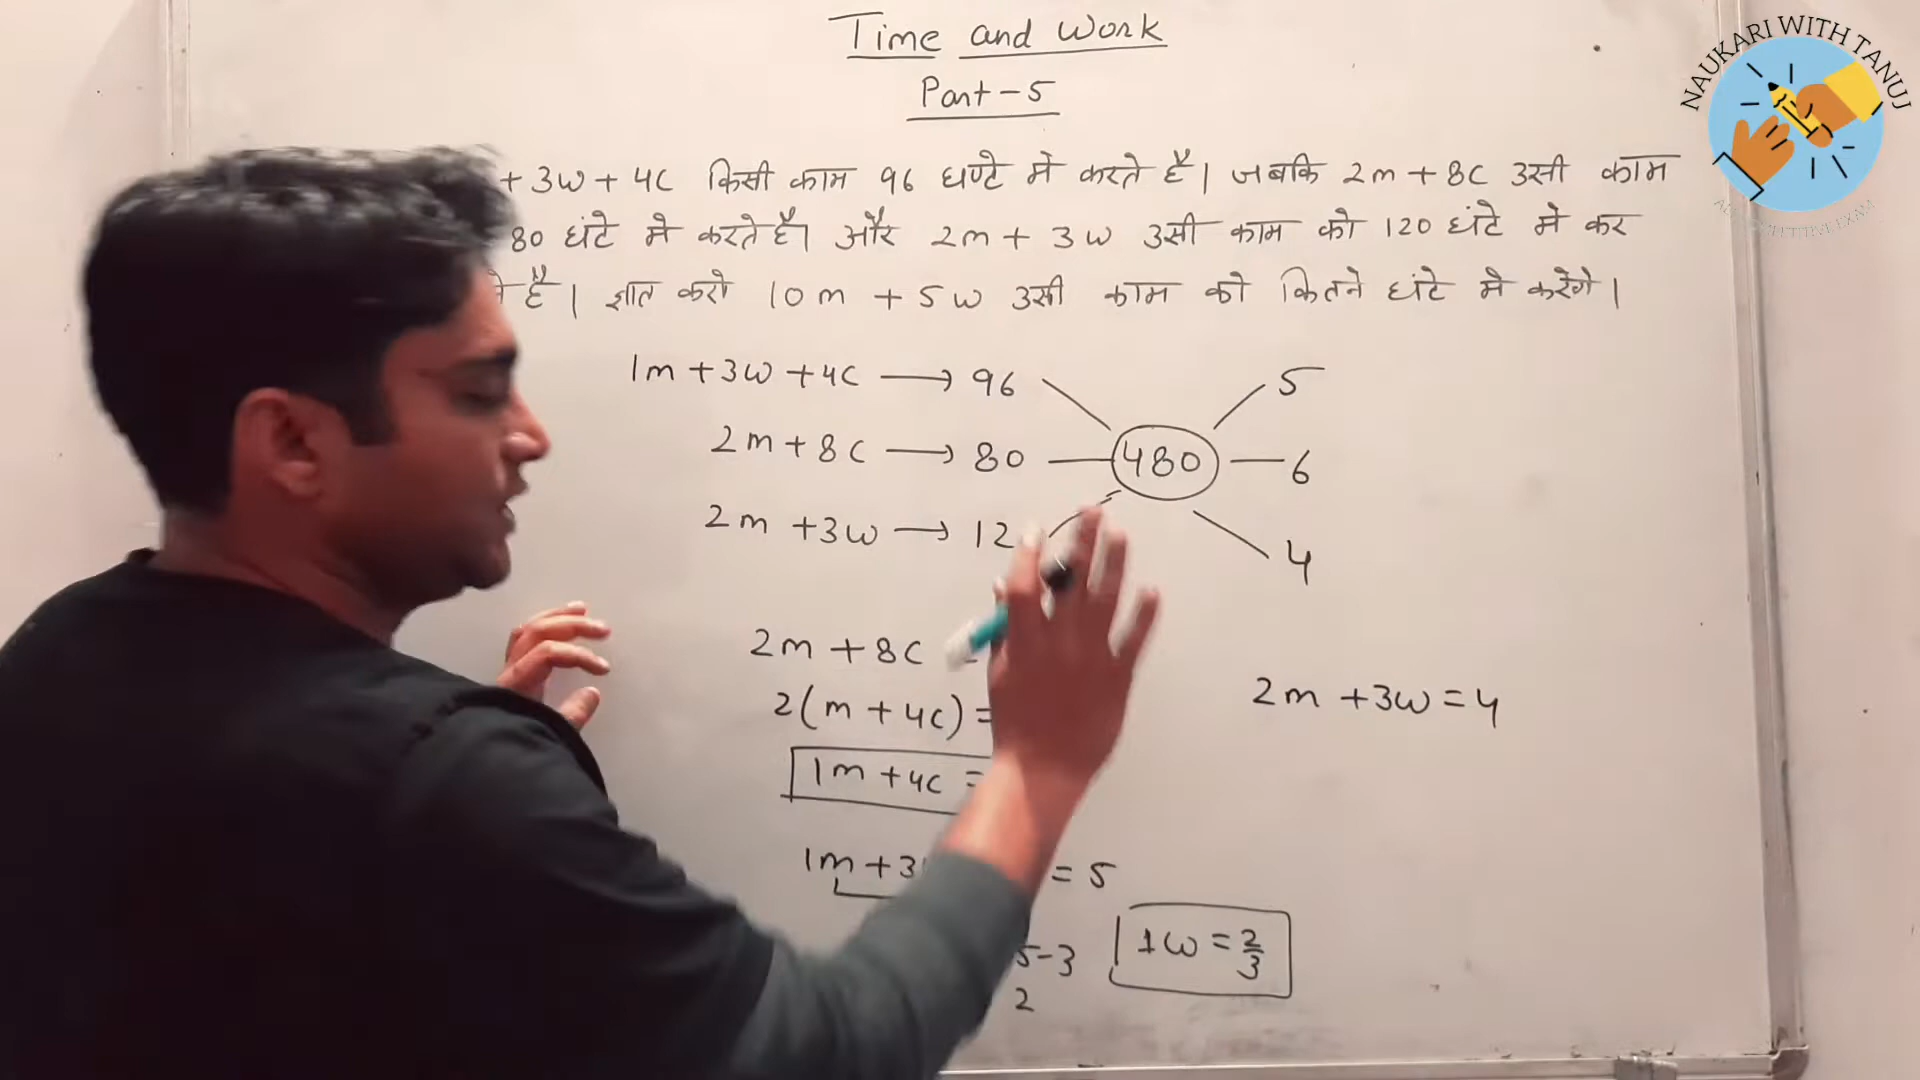 Time and Work
Part-5
NAUKARI WITH TANUJ
+ 3w + 4c किसी काम 96 घण्टे मे करते हैं। जबकि 2m + 8c उसी काम
80 घंटे मे करते हैं। और 2m + 3w उसी काम को 120 घंटे मे कर
हैं। ज्ञात करो 10m + 5w उसी काम को कितने घंटे मे करेंगे।
1m + 3w + 4c → 96
5
2m + 8c → 80
480
6
2m + 3w → 12
4
2m + 8c
2(m + 4c) =
2m + 3w = 4
1m + 4c =
1m + 3
= 5
5-3
1w = 2/3
2